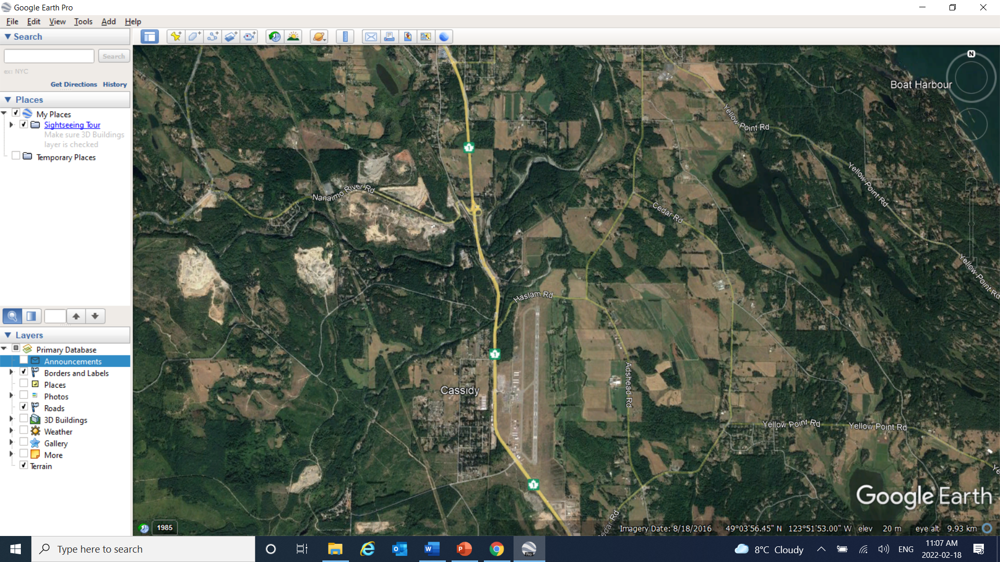 Google Earth Pro
File Edit View Tools Add Help
Search
Search
ex: NYC
Get Directions History
Places
My Places
Sightseeing Tour
Make sure 3D Buildings
layer is checked
Temporary Places
Layers
Primary Database
Announcements
Borders and Labels
Places
Photos
Roads
3D Buildings
Weather
Gallery
More
Terrain
N
Boat Harbour
Yellow Point Rd
1
Yellow Point Rd
Nanaimo River Rd
Cedar Rd
Yellow Point Rd
Haslam Rd
1
Adshead Rd
Cassidy
Yellow Point Rd
Yellow Point Rd
1
Google Earth
1985
Imagery Date: 8/18/2016 49°03'56.45" N 123°51'53.00" W elev 20 m eye alt 9.93 km
Type here to search
Pro
8°C Cloudy
ENG
11:07 AM
2022-02-18